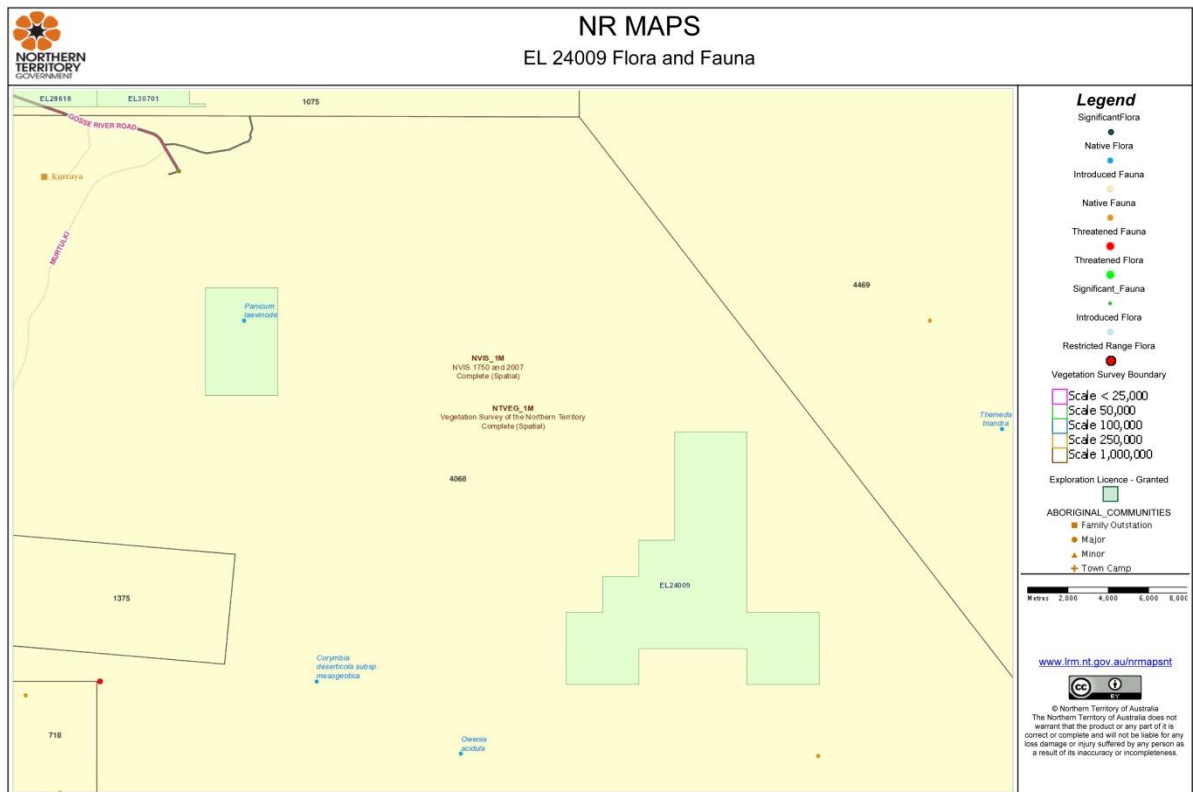 NORTHERN
TERRITORY
GOVERNMENT
NR MAPS
EL 24009 Flora and Fauna
EL28618
EL30701
1075
GOSSE RIVER ROAD
Kurraya
MURTULKI
4469
Panicum
laevinode
NVIS_1M
NVIS 1750 and 2007
Complete (Spatial)
NTVEG_1M
Vegetation Survey of the Northern Territory
Complete (Spatial)
Themeda
triandra
4068
EL24009
1375
Corymbia
deserticola subsp.
mesogeotica
718
Owenia
acidula
Legend
SignificantFlora
Native Flora
Introduced Fauna
Native Fauna
Threatened Fauna
Threatened Flora
Significant_Fauna
Introduced Flora
Restricted Range Flora
Vegetation Survey Boundary
Scale < 25,000
Scale 50,000
Scale 100,000
Scale 250,000
Scale 1,000,000
Exploration Licence - Granted
ABORIGINAL_COMMUNITIES
Family Outstation
Major
Minor
Town Camp
Metres 2,000 4,000 6,000 8,000
www.lrm.nt.gov.au/nrmapsnt
cc BY
© Northern Territory of Australia
The Northern Territory of Australia does not
warrant that the product or any part of it is
correct or complete and will not be liable for any
loss damage or injury suffered by any person as
a result of its inaccuracy or incompleteness.